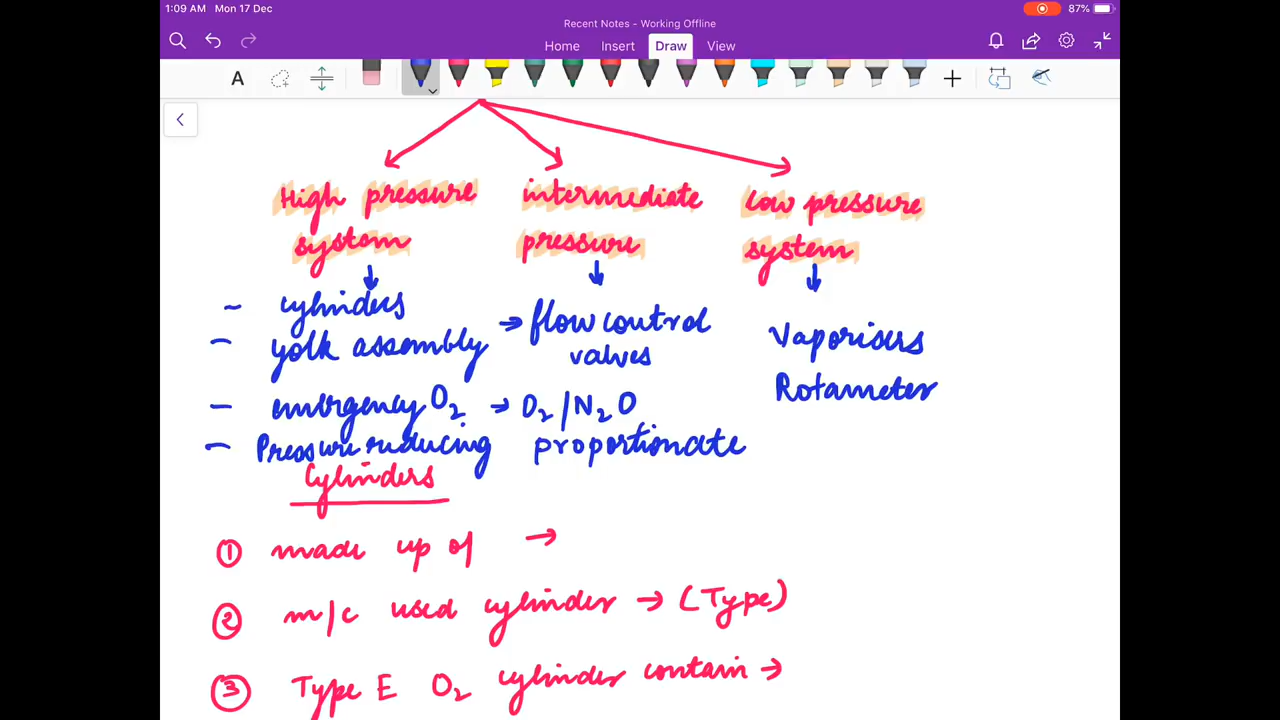 1:09 AM Mon 17 Dec
87%
Recent Notes - Working Offline
Home Insert Draw View
A
High pressure system
intermediate pressure
Low pressure system
- cylinders
- yolk assembly
- emergency O₂
- Pressure reducing
→ flow control valves
→ O₂/N₂O proportionate
Vaporisers
Rotameter
Cylinders
① made up of →
② m/c used cylinder → (Type)
③ Type E O₂ cylinder contain →